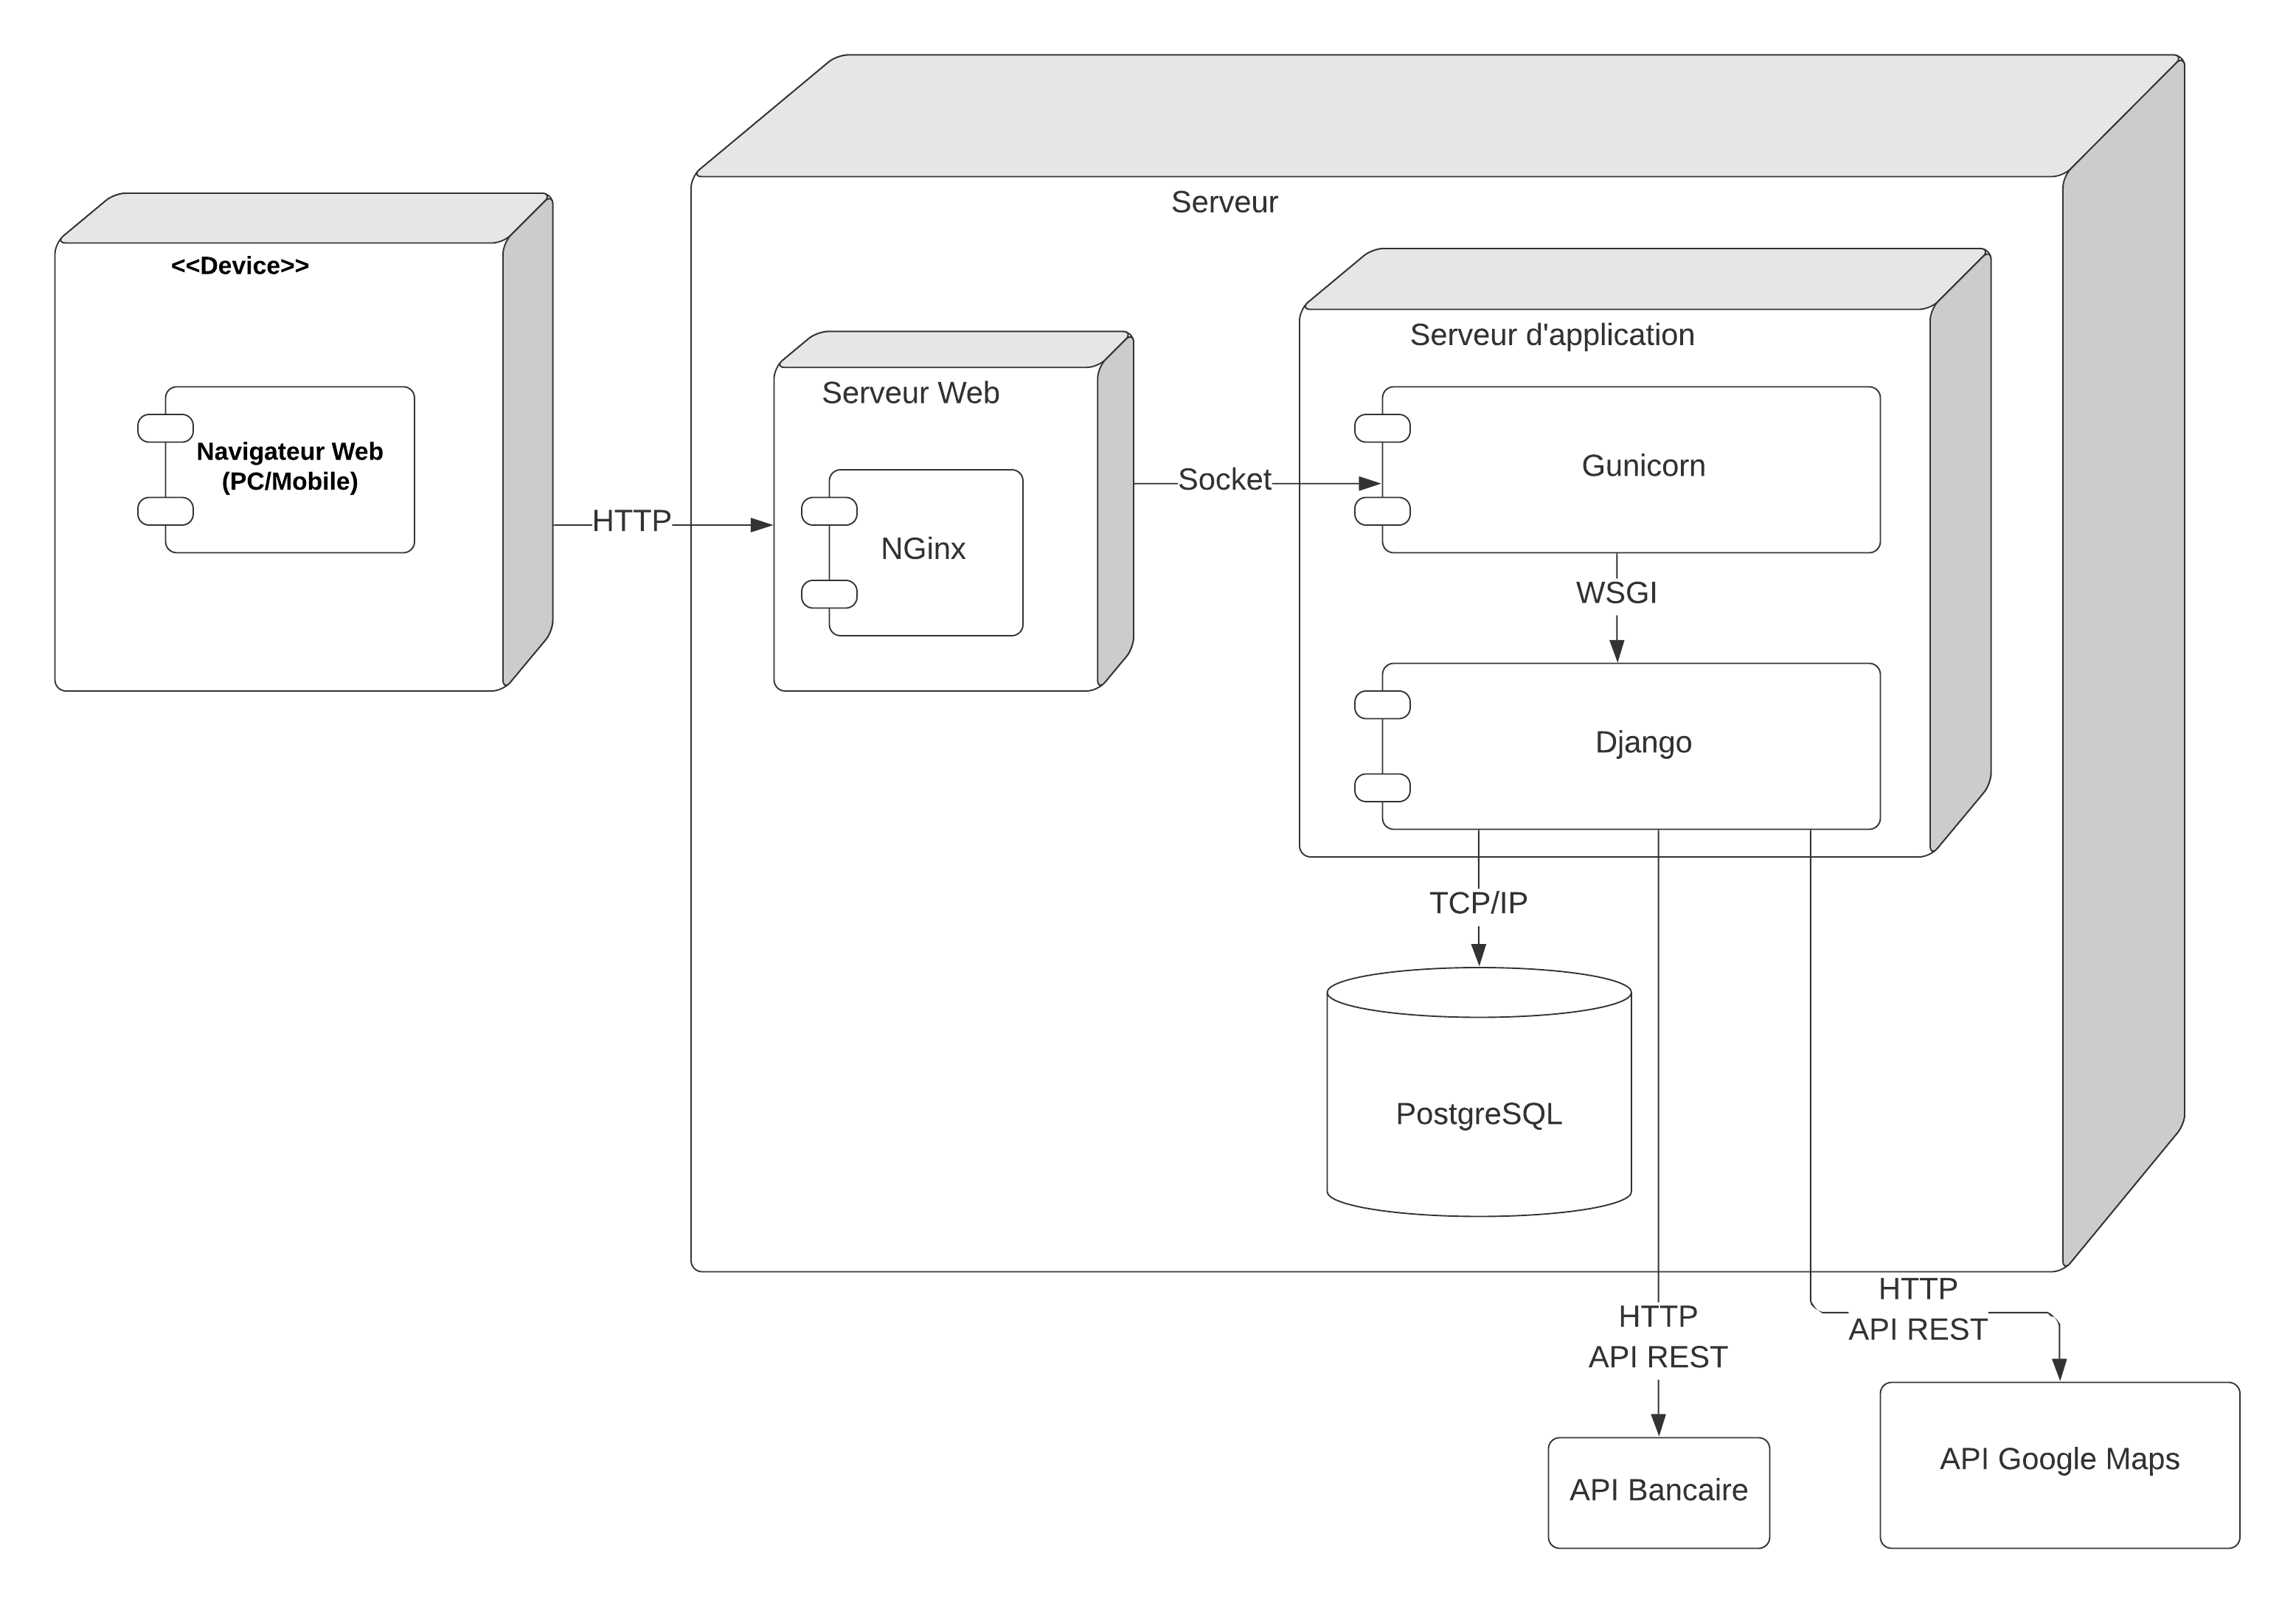 Serveur
<<Device>>
Serveur d'application
Serveur Web
Navigateur Web
(PC/Mobile)
Gunicorn
Socket
HTTP
NGinx
WSGI
Django
TCP/IP
PostgreSQL
HTTP
API REST
HTTP
API REST
API Google Maps
API Bancaire